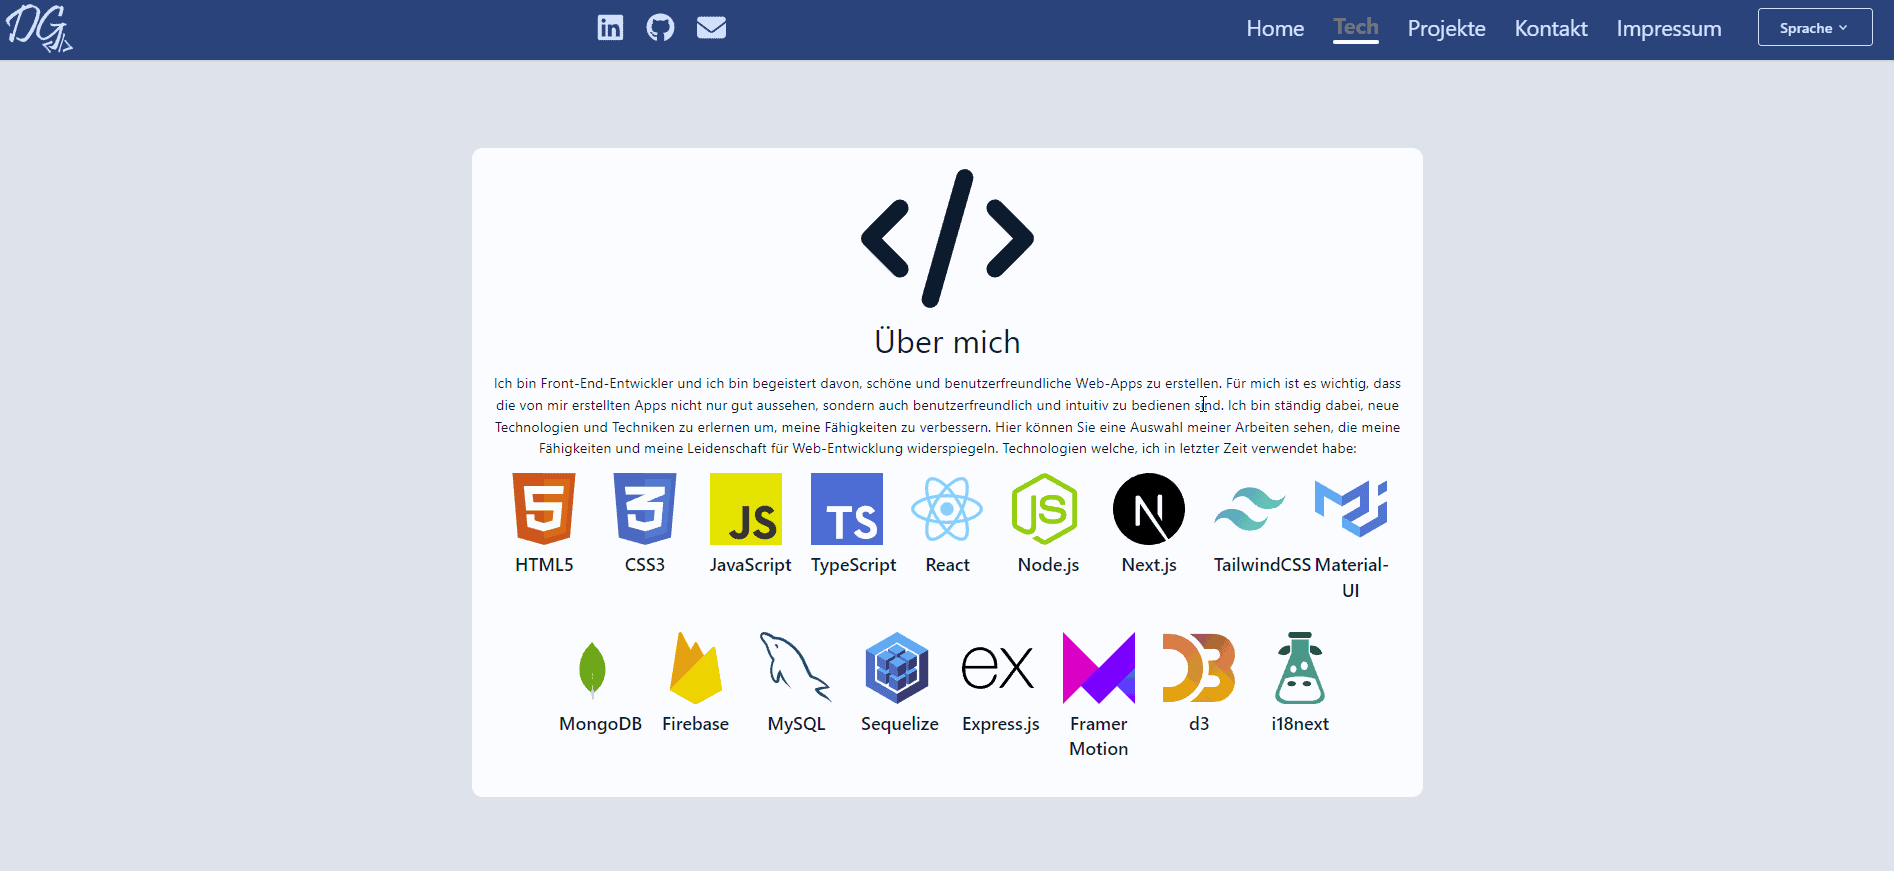 DG
Home Tech Projekte Kontakt Impressum Sprache
</>
Über mich
Ich bin Front-End-Entwickler und ich bin begeistert davon, schöne und benutzerfreundliche Web-Apps zu erstellen. Für mich ist es wichtig, dass
die von mir erstellten Apps nicht nur gut aussehen, sondern auch benutzerfreundlich und intuitiv zu bedienen sind. Ich bin ständig dabei, neue
Technologien und Techniken zu erlernen um, meine Fähigkeiten zu verbessern. Hier können Sie eine Auswahl meiner Arbeiten sehen, die meine
Fähigkeiten und meine Leidenschaft für Web-Entwicklung widerspiegeln. Technologien welche, ich in letzter Zeit verwendet habe:
5 3 JS TS JS N
HTML5 CSS3 JavaScript TypeScript React Node.js Next.js TailwindCSS Material-
UI
ex D3
MongoDB Firebase MySQL Sequelize Express.js Framer d3 i18next
Motion